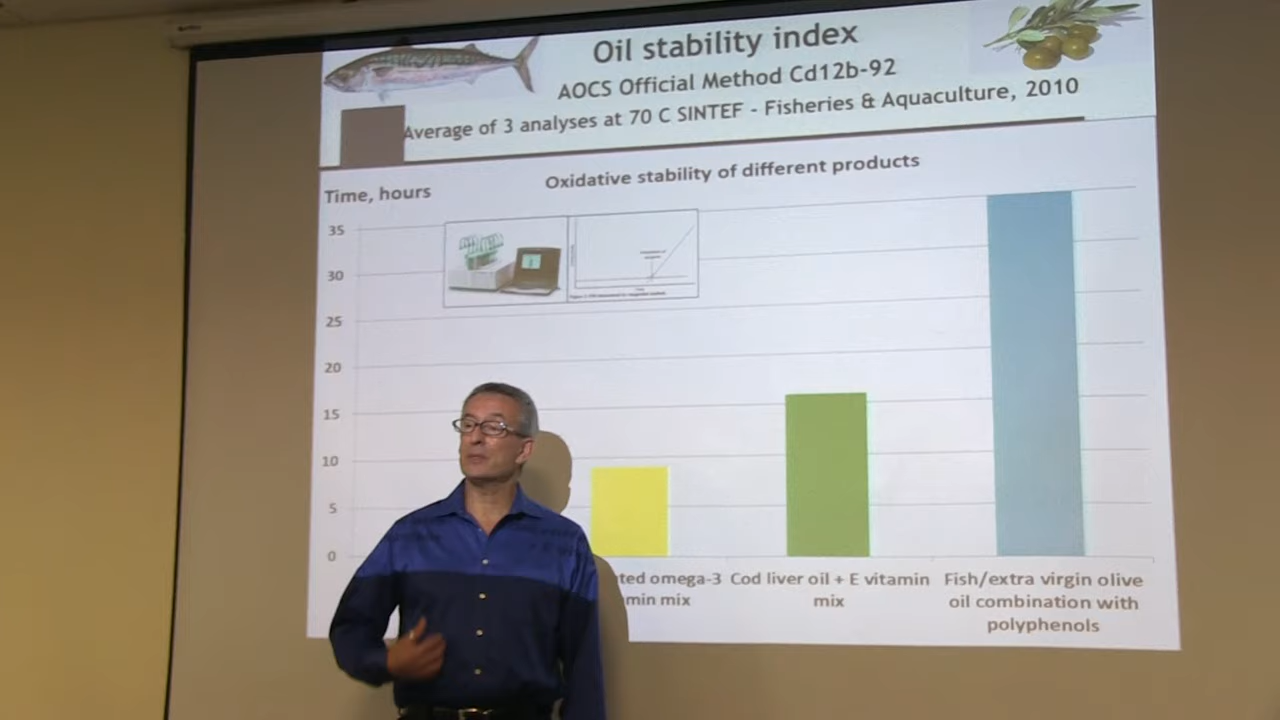 Oil stability index
AOCS Official Method Cd12b-92
Average of 3 analyses at 70 C SINTEF - Fisheries & Aquaculture, 2010
Oxidative stability of different products
Time, hours
35
30
25
20
15
10
5
0
ted omega-3
min mix
Cod liver oil + E vitamin
mix
Fish/extra virgin olive
oil combination with
polyphenols